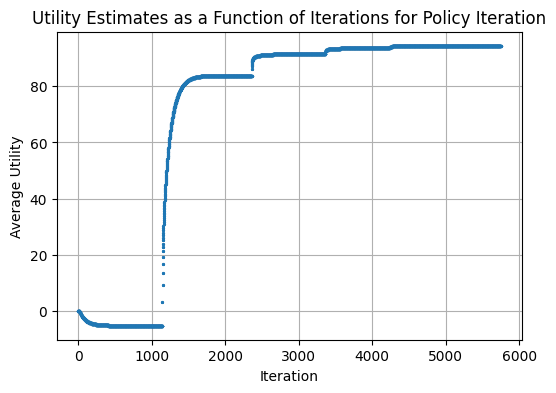 Utility Estimates as a Function of Iterations for Policy Iteration
80
60
40
20
0
Average Utility
0 1000 2000 3000 4000 5000 6000
Iteration